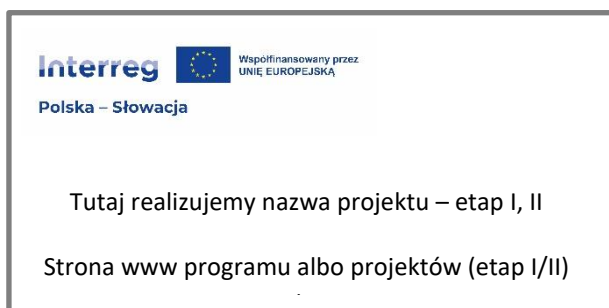 Interreg
Współfinansowany przez
UNIĘ EUROPEJSKĄ
Polska – Słowacja
Tutaj realizujemy nazwa projektu – etap I, II
Strona www programu albo projektów (etap I/II)